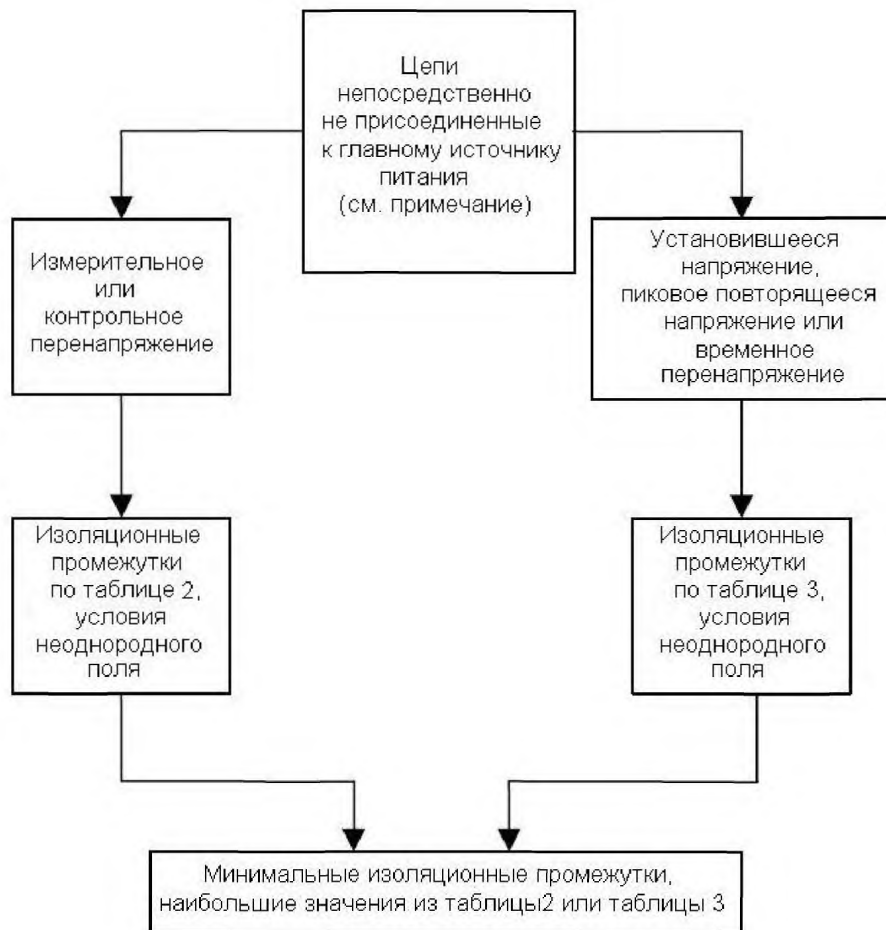 Цепи
непосредственно
не присоединенные
к главному источнику
питания
(см. примечание)
Измерительное
или
контрольное
перенапряжение
Установившееся
напряжение,
пиковое повторящееся
напряжение или
временное
перенапряжение
Изоляционные
промежутки
по таблице 2,
условия
неоднородного
поля
Изоляционные
промежутки
по таблице 3,
условия
неоднородного
поля
Минимальные изоляционные промежутки,
наибольшие значения из таблицы2 или таблицы 3